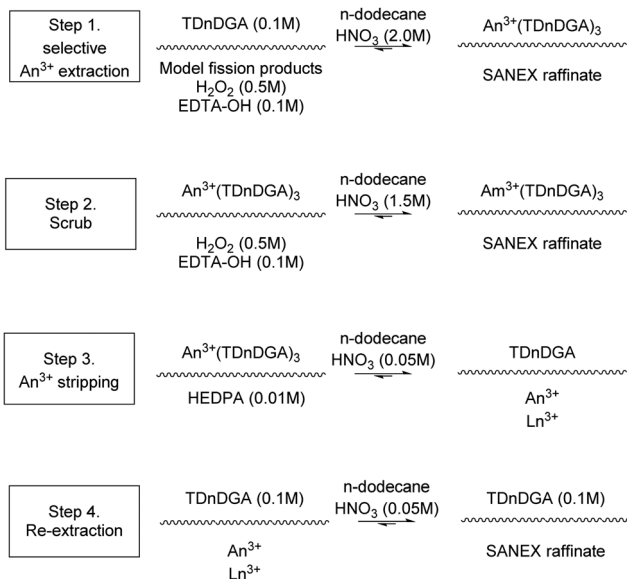 Step 1.
selective
An³⁺ extraction
TDnDGA (0.1M)
Model fission products
H₂O₂ (0.5M)
EDTA-OH (0.1M)
n-dodecane
HNO₃ (2.0M)
An³⁺(TDnDGA)₃
SANEX raffinate
Step 2.
Scrub
An³⁺(TDnDGA)₃
H₂O₂ (0.5M)
EDTA-OH (0.1M)
n-dodecane
HNO₃ (1.5M)
Am³⁺(TDnDGA)₃
SANEX raffinate
Step 3.
An³⁺ stripping
An³⁺(TDnDGA)₃
HEDPA (0.01M)
n-dodecane
HNO₃ (0.05M)
TDnDGA
An³⁺
Ln³⁺
Step 4.
Re-extraction
TDnDGA (0.1M)
An³⁺
Ln³⁺
n-dodecane
HNO₃ (0.05M)
TDnDGA (0.1M)
SANEX raffinate